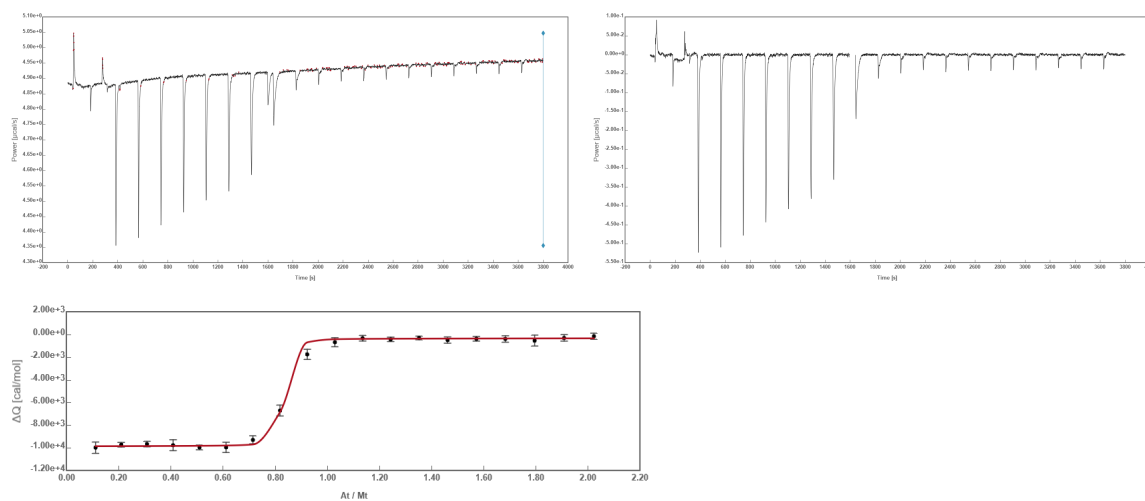 5.10e+0
5.05e+0
5.00e+0
4.95e+0
4.90e+0
4.85e+0
4.80e+0
4.75e+0
4.70e+0
4.65e+0
4.60e+0
4.55e+0
4.50e+0
4.45e+0
4.40e+0
4.35e+0
4.30e+0
Power [µcal/s]
-200 0 200 400 600 800 1000 1200 1400 1600 1800 2000 2200 2400 2600 2800 3000 3200 3400 3600 3800 4000
Time [s]
1.00e-1
5.00e-2
0.00e+0
-5.00e-2
-1.00e-1
-1.50e-1
-2.00e-1
-2.50e-1
-3.00e-1
-3.50e-1
-4.00e-1
-4.50e-1
-5.00e-1
-5.50e-1
Power [µcal/s]
-200 0 200 400 600 800 1000 1200 1400 1600 1800 2000 2200 2400 2600 2800 3000 3200 3400 3600 3800
Time [s]
2.00e+3
0.00e+0
-2.00e+3
-4.00e+3
-6.00e+3
-8.00e+3
-1.00e+4
-1.20e+4
ΔQ [cal/mol]
0.00 0.20 0.40 0.60 0.80 1.00 1.20 1.40 1.60 1.80 2.00 2.20
At / Mt